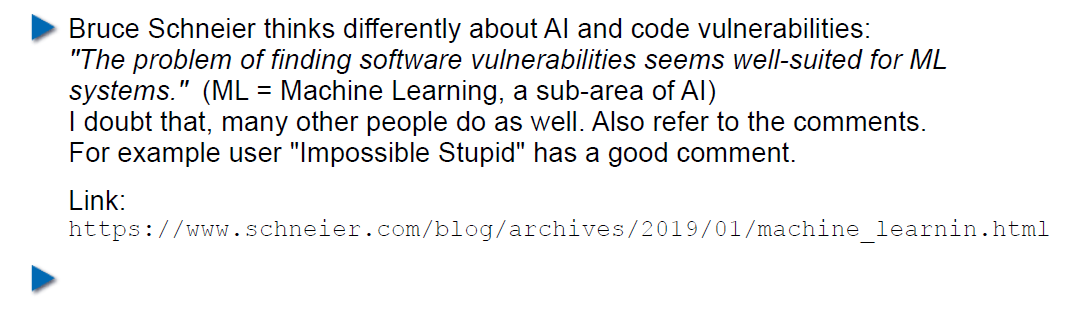 Bruce Schneier thinks differently about AI and code vulnerabilities:
"The problem of finding software vulnerabilities seems well-suited for ML
systems."  (ML = Machine Learning, a sub-area of AI)
I doubt that, many other people do as well. Also refer to the comments.
For example user "Impossible Stupid" has a good comment.
Link:
https://www.schneier.com/blog/archives/2019/01/machine_learnin.html